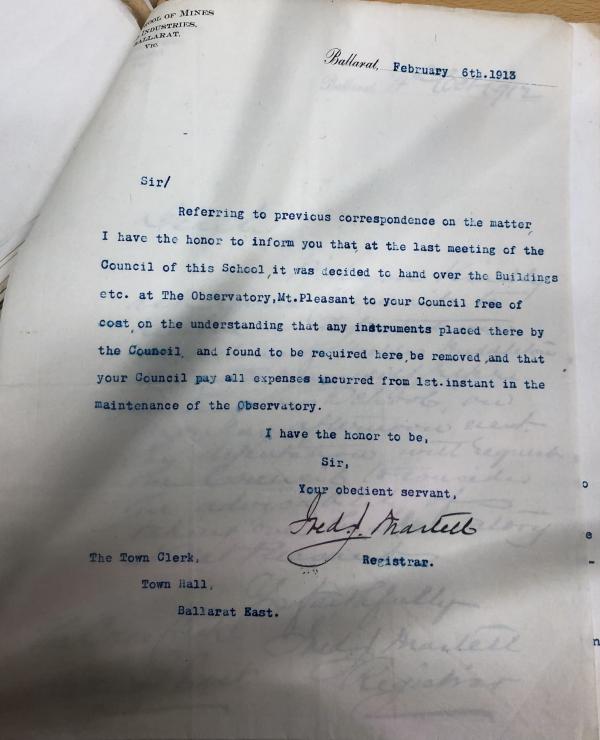 SCHOOL OF MINES
INDUSTRIES,
BALLARAT,
VIC.
Ballarat, February 6th.1913
Sir/
Referring to previous correspondence on the matter,
I have the honor to inform you that, at the last meeting of the
Council of this School, it was decided to hand over the Buildings
etc. at The Observatory, Mt.Pleasant to your Council free of
cost, on the understanding that any instruments placed there by
the Council, and found to be required here, be removed, and that
your Council pay all expenses incurred from 1st.instant in the
maintenance of the Observatory.
I have the honor to be,
Sir,
Your obedient servant,
Fred J. Martell
Registrar.
The Town Clerk,
Town Hall,
Ballarat East.